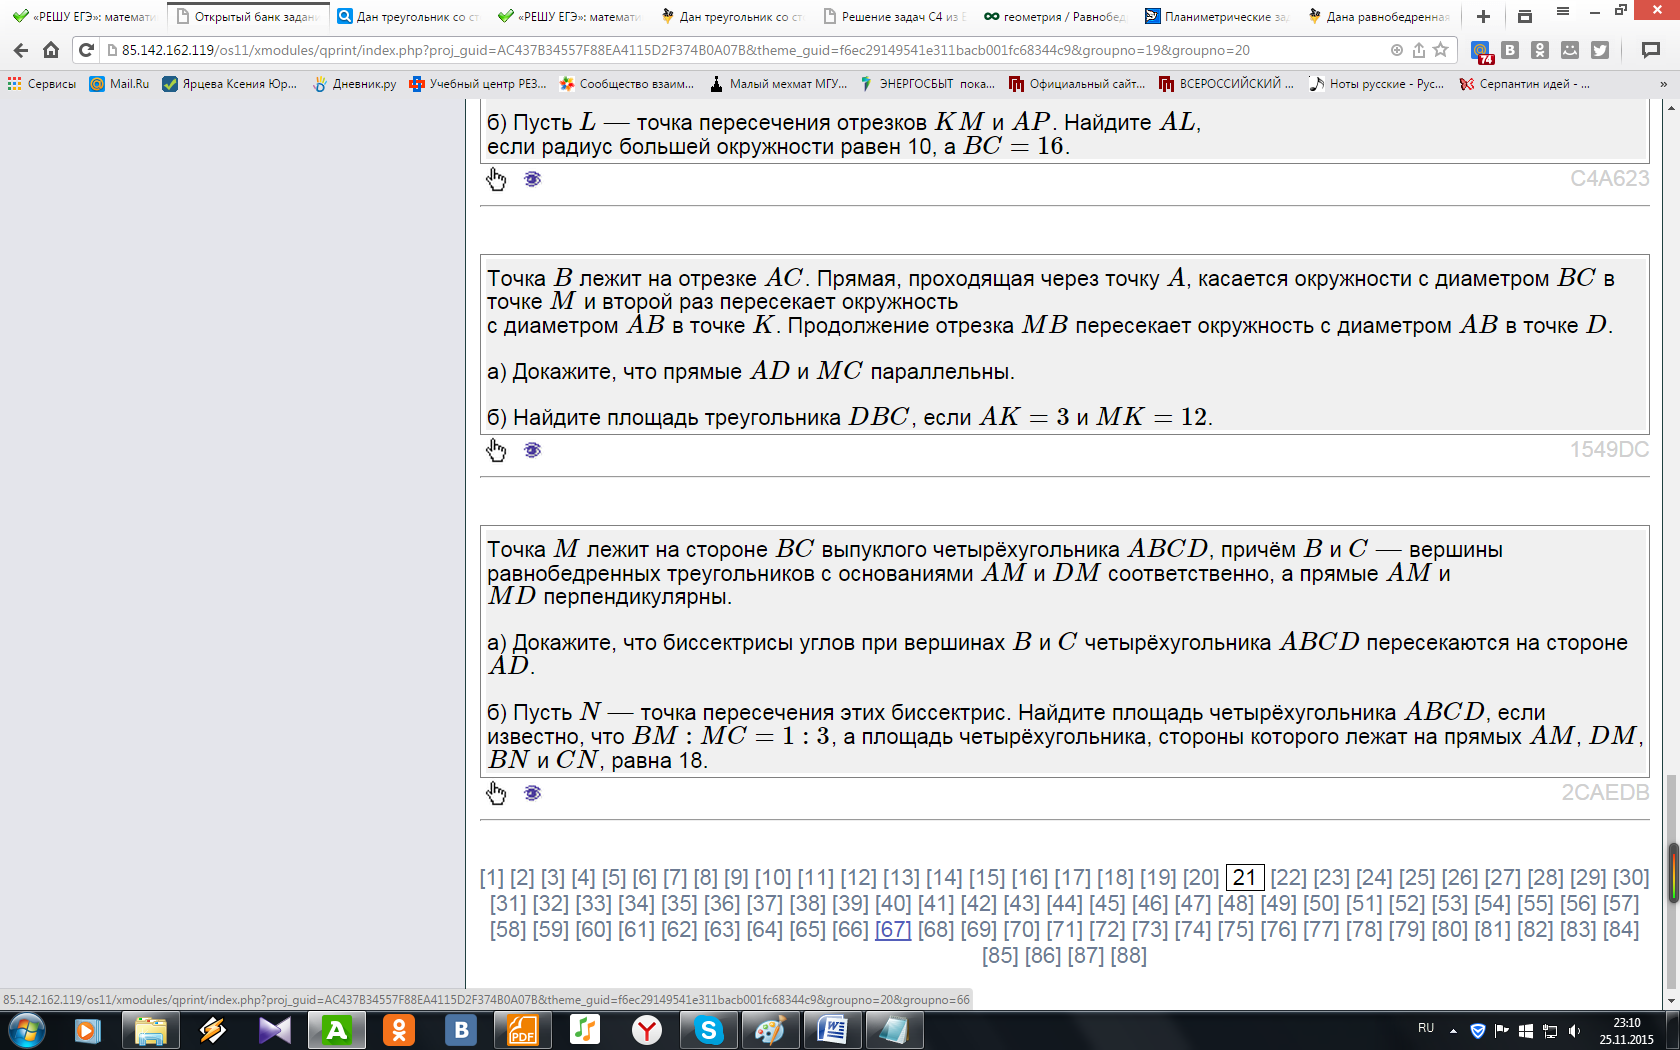 «РЕШУ ЕГЭ»: математи
Открытый банк задани
Дан треугольник со ст
«РЕШУ ЕГЭ»: математи
Дан треугольник со ст
Решение задач С4 из Е
геометрия / Равнобед
Планиметрические за
Дана равнобедренная
85.142.162.119/os11/xmodules/qprint/index.php?proj_guid=AC437B34557F88EA4115D2F374B0A07B&theme_guid=f6ec29149541e311bacb001fc68344c9&groupno=19&groupno=20
74
Сервисы Mail.Ru Ярцева Ксения Юр... Дневник.ру Учебный центр РЕЗ... Сообщество взаим... Малый мехмат МГУ... ЭНЕРГОСБЫТ пока... Официальный сайт... ВСЕРОССИЙСКИЙ ... Ноты русские - Рус... Серпантин идей - ... »
б) Пусть L — точка пересечения отрезков KM и AP. Найдите AL,
если радиус большей окружности равен 10, а BC = 16.
C4A623
Точка B лежит на отрезке AC. Прямая, проходящая через точку A, касается окружности с диаметром BC в
точке M и второй раз пересекает окружность
с диаметром AB в точке K. Продолжение отрезка MB пересекает окружность с диаметром AB в точке D.
а) Докажите, что прямые AD и MC параллельны.
б) Найдите площадь треугольника DBC, если AK = 3 и MK = 12.
1549DC
Точка M лежит на стороне BC выпуклого четырёхугольника ABCD, причём B и C — вершины
равнобедренных треугольников с основаниями AM и DM соответственно, а прямые AM и
MD перпендикулярны.
а) Докажите, что биссектрисы углов при вершинах B и C четырёхугольника ABCD пересекаются на стороне
AD.
б) Пусть N — точка пересечения этих биссектрис. Найдите площадь четырёхугольника ABCD, если
известно, что BM : MC = 1 : 3, а площадь четырёхугольника, стороны которого лежат на прямых AM, DM,
BN и CN, равна 18.
2CAEDB
[1] [2] [3] [4] [5] [6] [7] [8] [9] [10] [11] [12] [13] [14] [15] [16] [17] [18] [19] [20] 21 [22] [23] [24] [25] [26] [27] [28] [29] [30]
[31] [32] [33] [34] [35] [36] [37] [38] [39] [40] [41] [42] [43] [44] [45] [46] [47] [48] [49] [50] [51] [52] [53] [54] [55] [56] [57]
[58] [59] [60] [61] [62] [63] [64] [65] [66] [67] [68] [69] [70] [71] [72] [73] [74] [75] [76] [77] [78] [79] [80] [81] [82] [83] [84]
[85] [86] [87] [88]
85.142.162.119/os11/xmodules/qprint/index.php?proj_guid=AC437B34557F88EA4115D2F374B0A07B&theme_guid=f6ec29149541e311bacb001fc68344c9&groupno=20&groupno=66
PDF
RU
23:10
25.11.2015